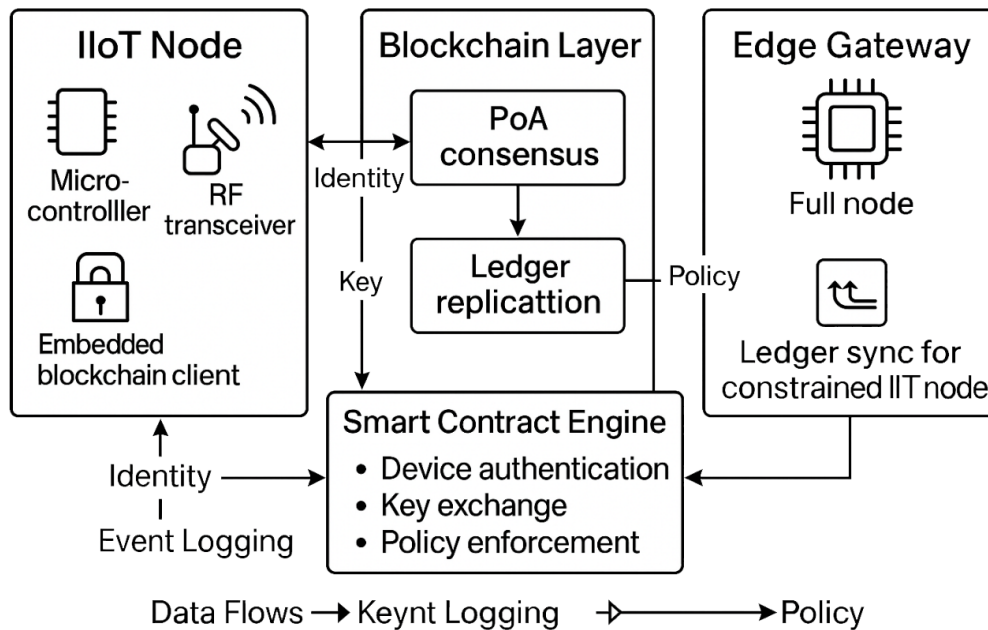 IIoT Node
Micro-
controlller
RF
transceiver
Embedded
blockchain client
Blockchain Layer
PoA
consensus
Identity
Ledger
replicattion
Key
Policy
Edge Gateway
Full node
Ledger sync for
constrained IIT node
Smart Contract Engine
• Device authentication
• Key exchange
• Policy enforcement
Identity
Event Logging
Data Flows Keynt Logging Policy